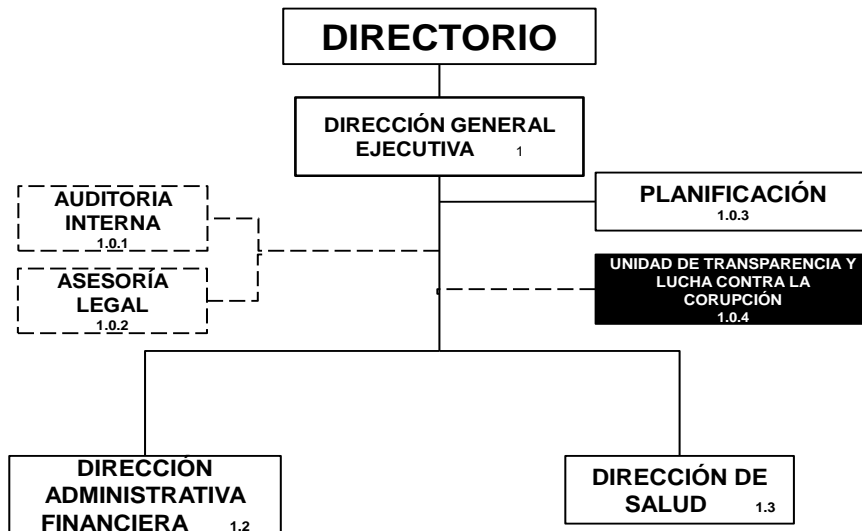 DIRECTORIO
DIRECCIÓN GENERAL
EJECUTIVA 1
AUDITORIA
INTERNA
1.0.1
PLANIFICACIÓN
1.0.3
ASESORÍA
LEGAL
1.0.2
UNIDAD DE TRANSPARENCIA Y
LUCHA CONTRA LA
CORUPCIÓN
1.0.4
DIRECCIÓN
ADMINISTRATIVA
FINANCIERA 1.2
DIRECCIÓN DE
SALUD 1.3